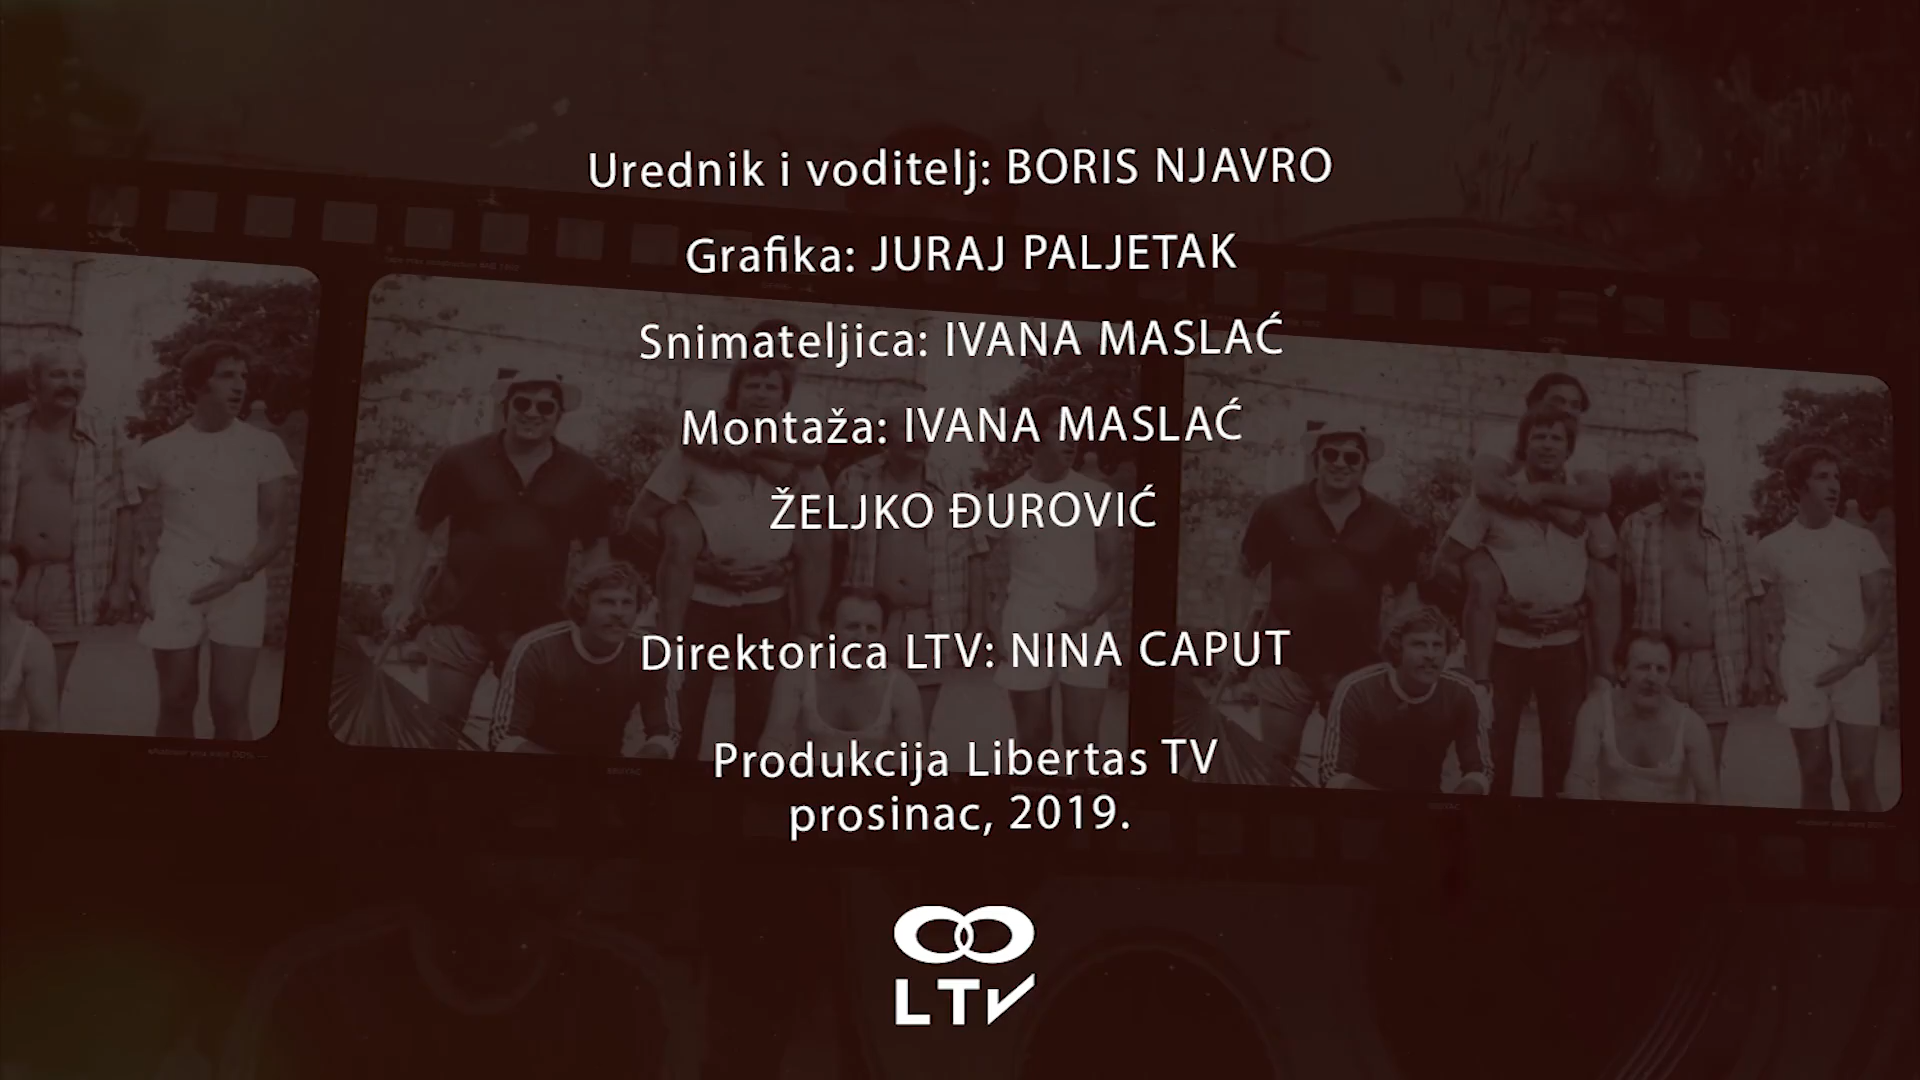 Urednik i voditelj: BORIS NJAVRO
Grafika: JURAJ PALJETAK
Snimateljica: IVANA MASLAĆ
Montaža: IVANA MASLAĆ
ŽELJKO ĐUROVIĆ
Direktorica LTV: NINA CAPUT
Produkcija Libertas TV
prosinac, 2019.
LTV